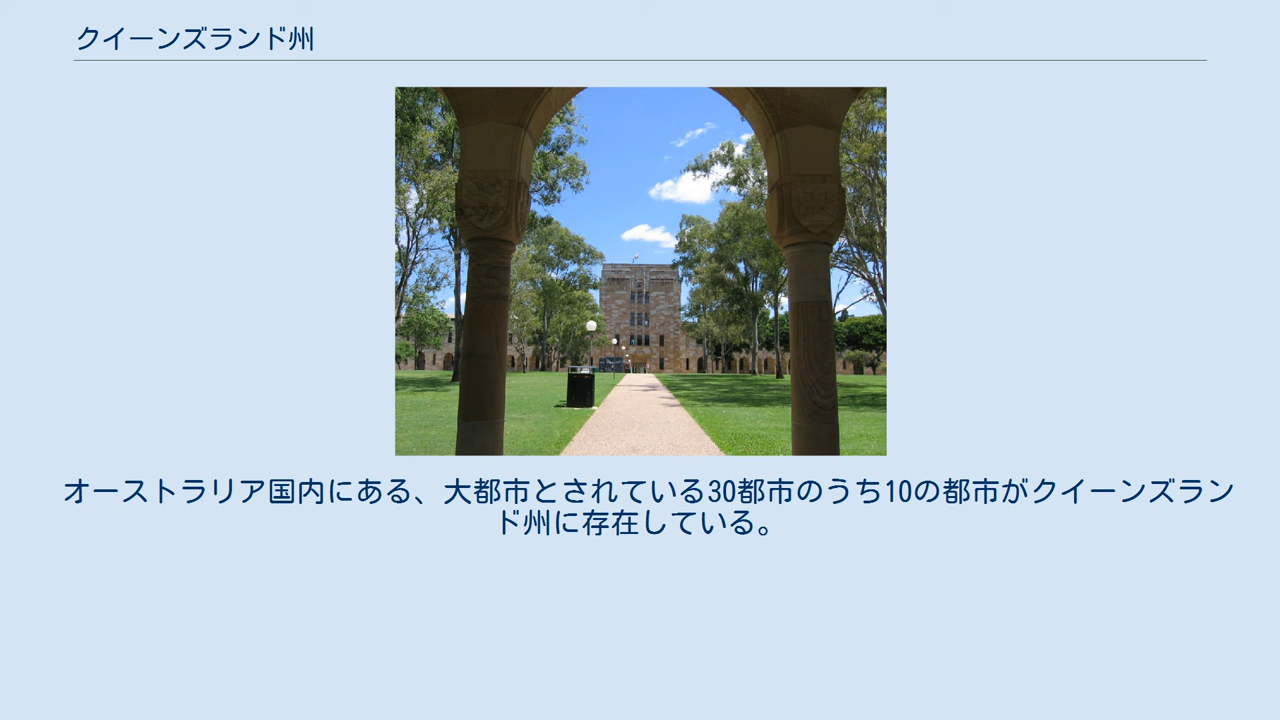 クイーンズランド州
オーストラリア国内にある、大都市とされている30都市のうち10の都市がクイーンズラン
ド州に存在している。